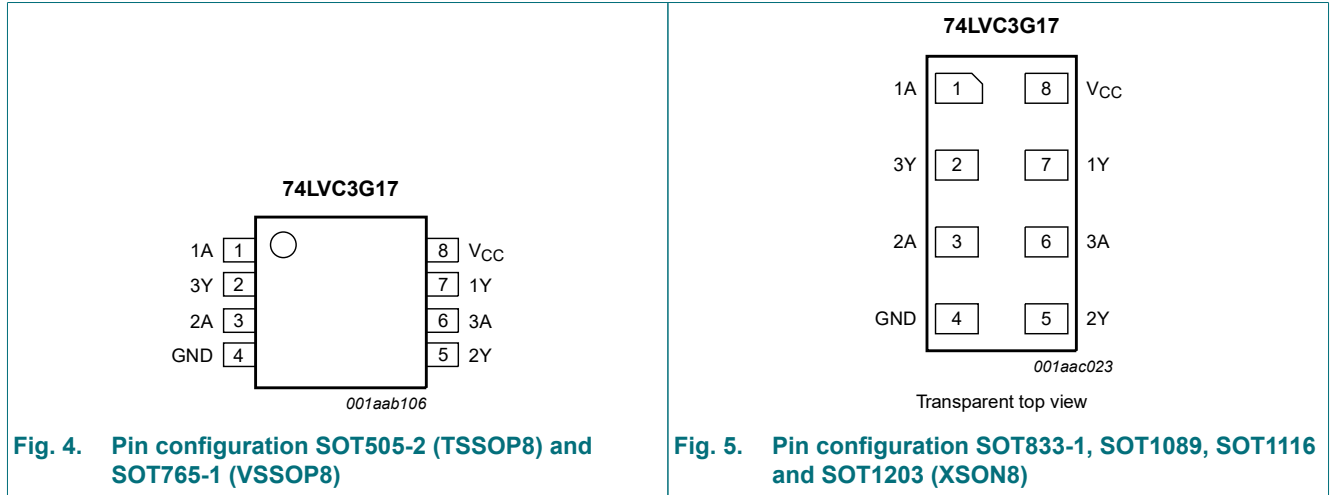 74LVC3G17
1A 1 8 VCC
3Y 2 7 1Y
2A 3 6 3A
GND 4 5 2Y
001aab106
Fig. 4. Pin configuration SOT505-2 (TSSOP8) and
SOT765-1 (VSSOP8)
74LVC3G17
1A 1 8 VCC
3Y 2 7 1Y
2A 3 6 3A
GND 4 5 2Y
001aac023
Transparent top view
Fig. 5. Pin configuration SOT833-1, SOT1089, SOT1116
and SOT1203 (XSON8)